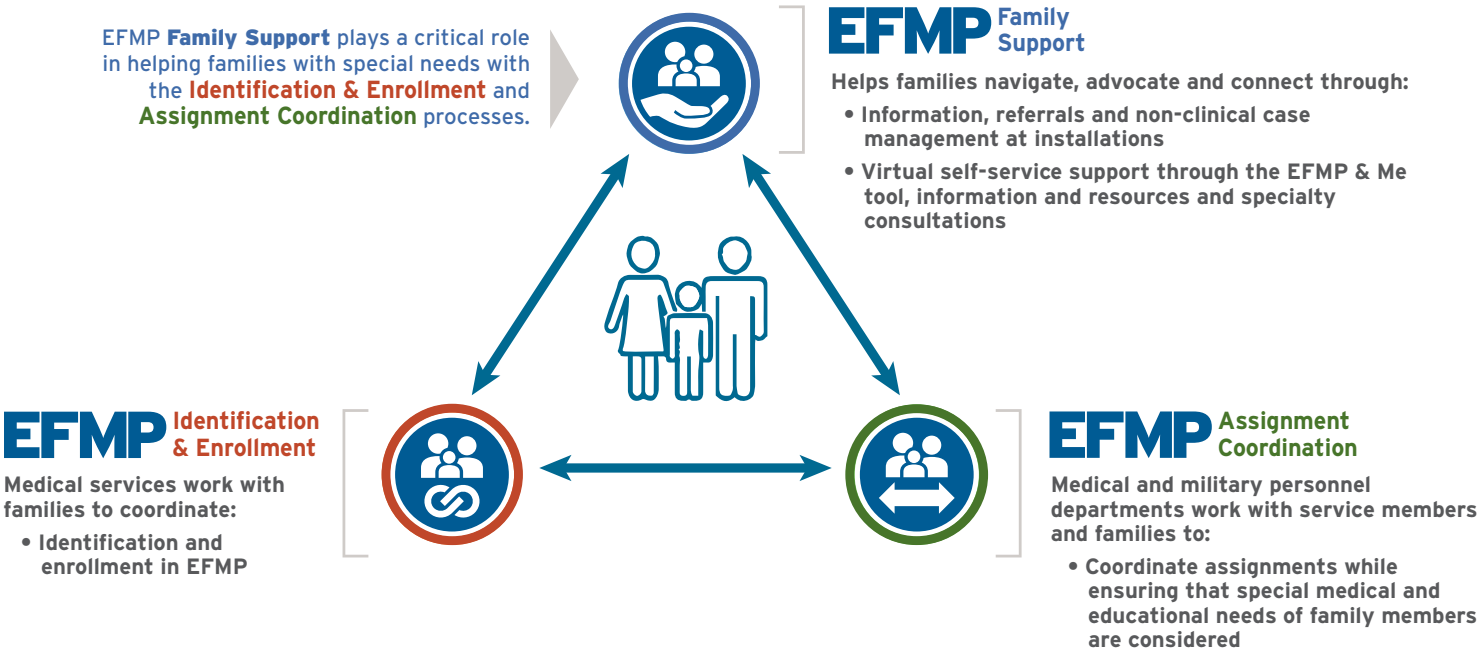 EFMP Family Support plays a critical role
in helping families with special needs with
the Identification & Enrollment and
Assignment Coordination processes.
EFMP Family
Support
Helps families navigate, advocate and connect through:
• Information, referrals and non-clinical case
management at installations
• Virtual self-service support through the EFMP & Me
tool, information and resources and specialty
consultations
EFMP Identification
& Enrollment
Medical services work with
families to coordinate:
• Identification and
enrollment in EFMP
EFMP Assignment
Coordination
Medical and military personnel
departments work with service members
and families to:
• Coordinate assignments while
ensuring that special medical and
educational needs of family members
are considered